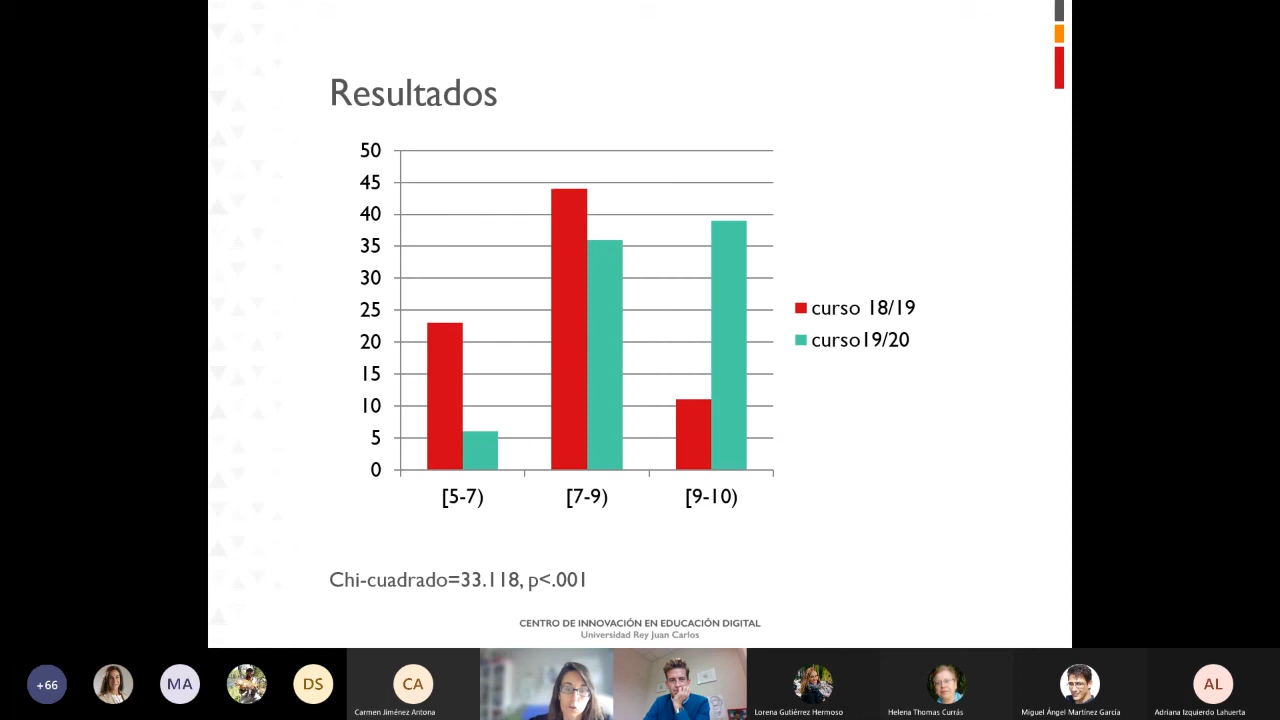 Resultados
50
45
40
35
30
25
20
15
10
5
0
[5-7)
[7-9)
[9-10)
curso 18/19
curso19/20
Chi-cuadrado=33.118, p<.001
CENTRO DE INNOVACIÓN EN EDUCACIÓN DIGITAL
Universidad Rey Juan Carlos
+66
MA
DS
CA
AL
Carmen Jiménez Antona
Lorena Gutiérrez Hermoso
Helena Thomas Currás
Miguel Ángel Martínez García
Adriana Izquierdo Lahuerta